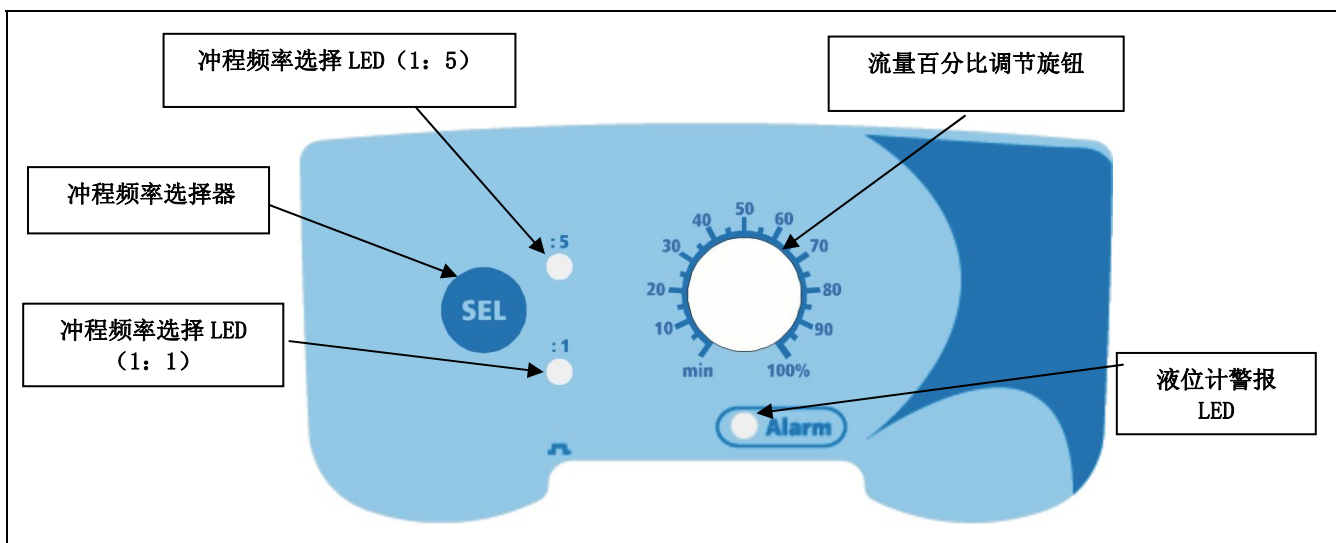 冲程频率选择 LED（1：5）
流量百分比调节旋钮
冲程频率选择器
冲程频率选择 LED
（1：1）
液位计警报
LED
:5
SEL
:1
min
10
20
30
40
50
60
70
80
90
100%
Alarm